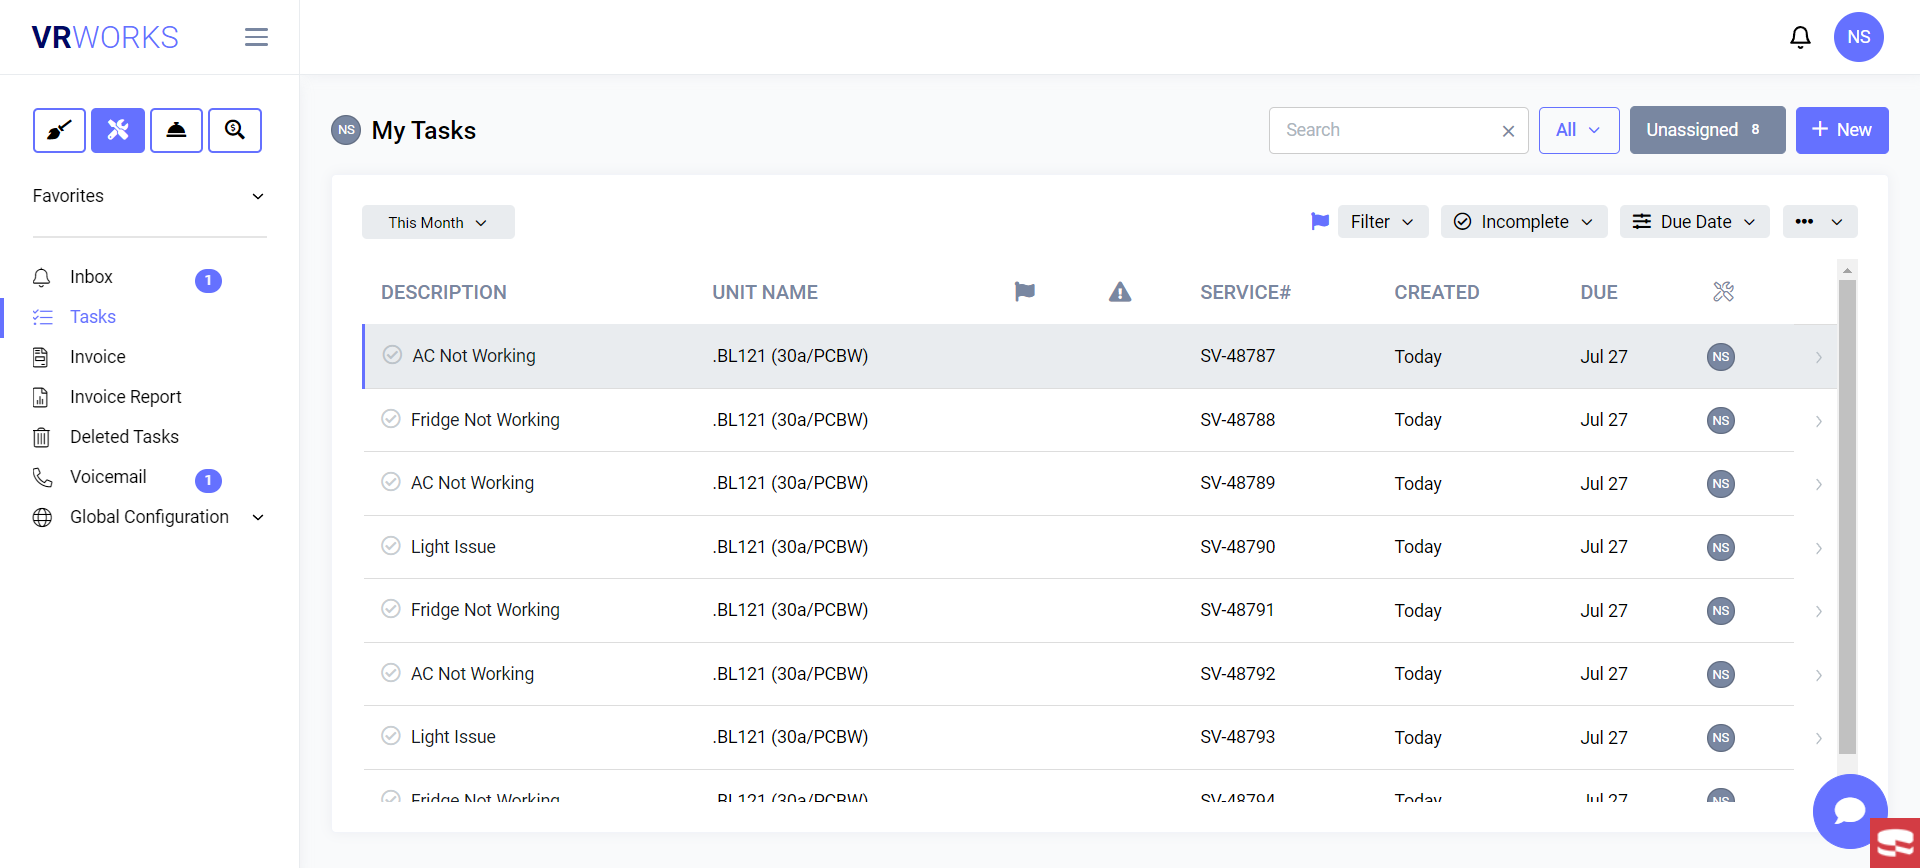 VRWORKS
NS
NS My Tasks
Search
All
Unassigned 8
+ New
Favorites
Inbox 1
Tasks
Invoice
Invoice Report
Deleted Tasks
Voicemail 1
Global Configuration
This Month
Filter
Incomplete
Due Date
DESCRIPTION UNIT NAME SERVICE# CREATED DUE
AC Not Working .BL121 (30a/PCBW) SV-48787 Today Jul 27 NS
Fridge Not Working .BL121 (30a/PCBW) SV-48788 Today Jul 27 NS
AC Not Working .BL121 (30a/PCBW) SV-48789 Today Jul 27 NS
Light Issue .BL121 (30a/PCBW) SV-48790 Today Jul 27 NS
Fridge Not Working .BL121 (30a/PCBW) SV-48791 Today Jul 27 NS
AC Not Working .BL121 (30a/PCBW) SV-48792 Today Jul 27 NS
Light Issue .BL121 (30a/PCBW) SV-48793 Today Jul 27 NS
Fridge Not Working .BL121 (30a/PCBW) SV-48794 Today Jul 27 NS